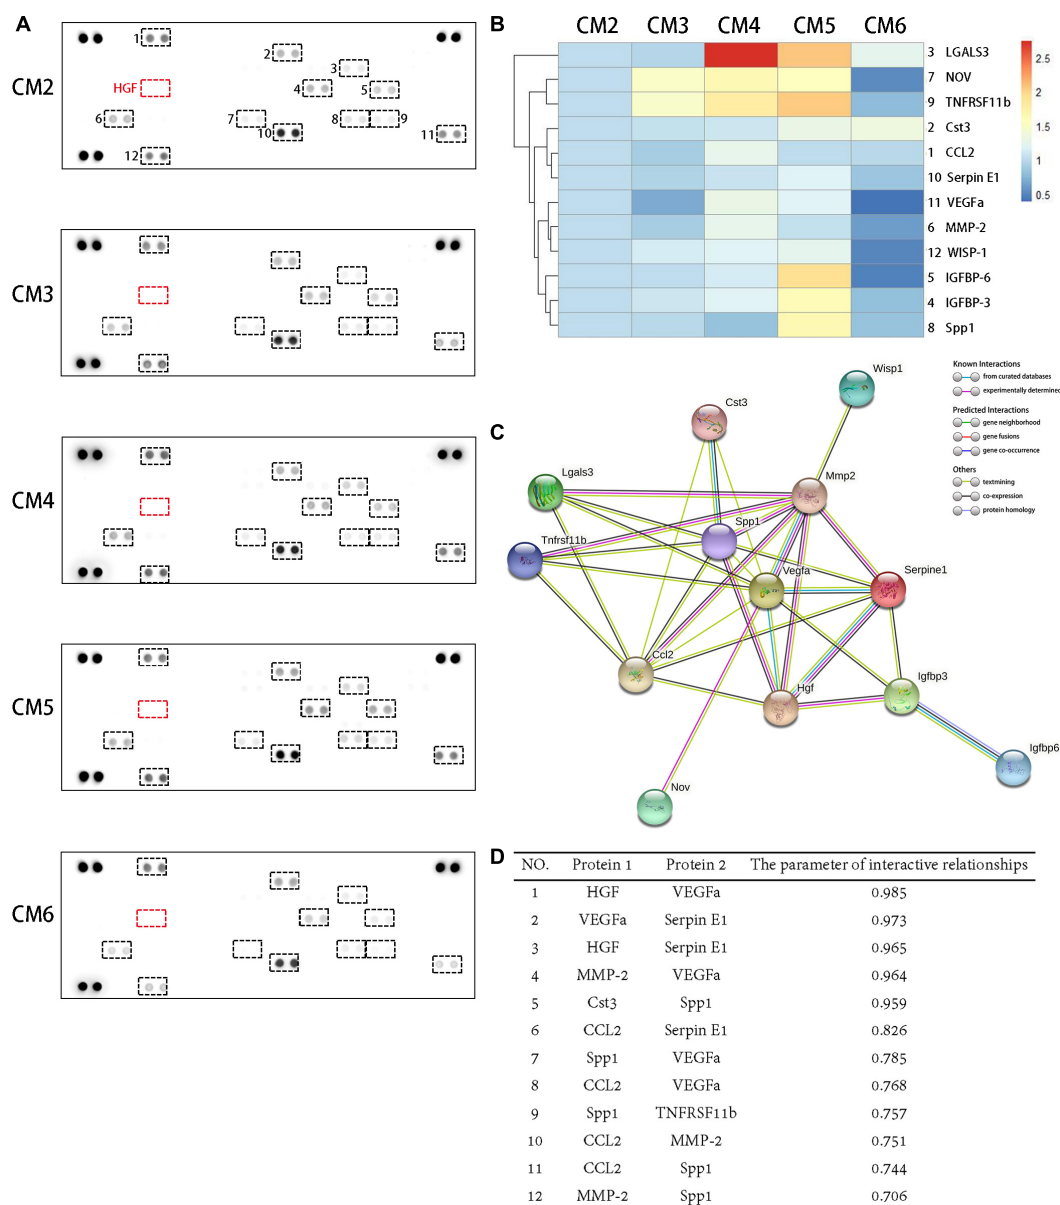 A
CM2
1
HGF
2
3
4
5
6
7
8
9
10
11
12
CM3
CM4
CM5
CM6
B
CM2 CM3 CM4 CM5 CM6
3 LGALS3
7 NOV
9 TNFRSF11b
2 Cst3
1 CCL2
10 Serpin E1
11 VEGFa
6 MMP-2
12 WISP-1
5 IGFBP-6
4 IGFBP-3
8 Spp1
2.5
2
1.5
1
0.5
C
Wisp1
Cst3
Mmp2
Lgals3
Spp1
Tnfrsf11b
Vegfa
Serpine1
Ccl2
Hgf
Igfbp3
Igfbp6
Nov
Known Interactions
from curated databases
experimentally determined
Predicted Interactions
gene neighborhood
gene fusions
gene co-occurrence
Others
textmining
co-expression
protein homology
D
NO. Protein 1 Protein 2 The parameter of interactive relationships
1 HGF VEGFa 0.985
2 VEGFa Serpin E1 0.973
3 HGF Serpin E1 0.965
4 MMP-2 VEGFa 0.964
5 Cst3 Spp1 0.959
6 CCL2 Serpin E1 0.826
7 Spp1 VEGFa 0.785
8 CCL2 VEGFa 0.768
9 Spp1 TNFRSF11b 0.757
10 CCL2 MMP-2 0.751
11 CCL2 Spp1 0.744
12 MMP-2 Spp1 0.706